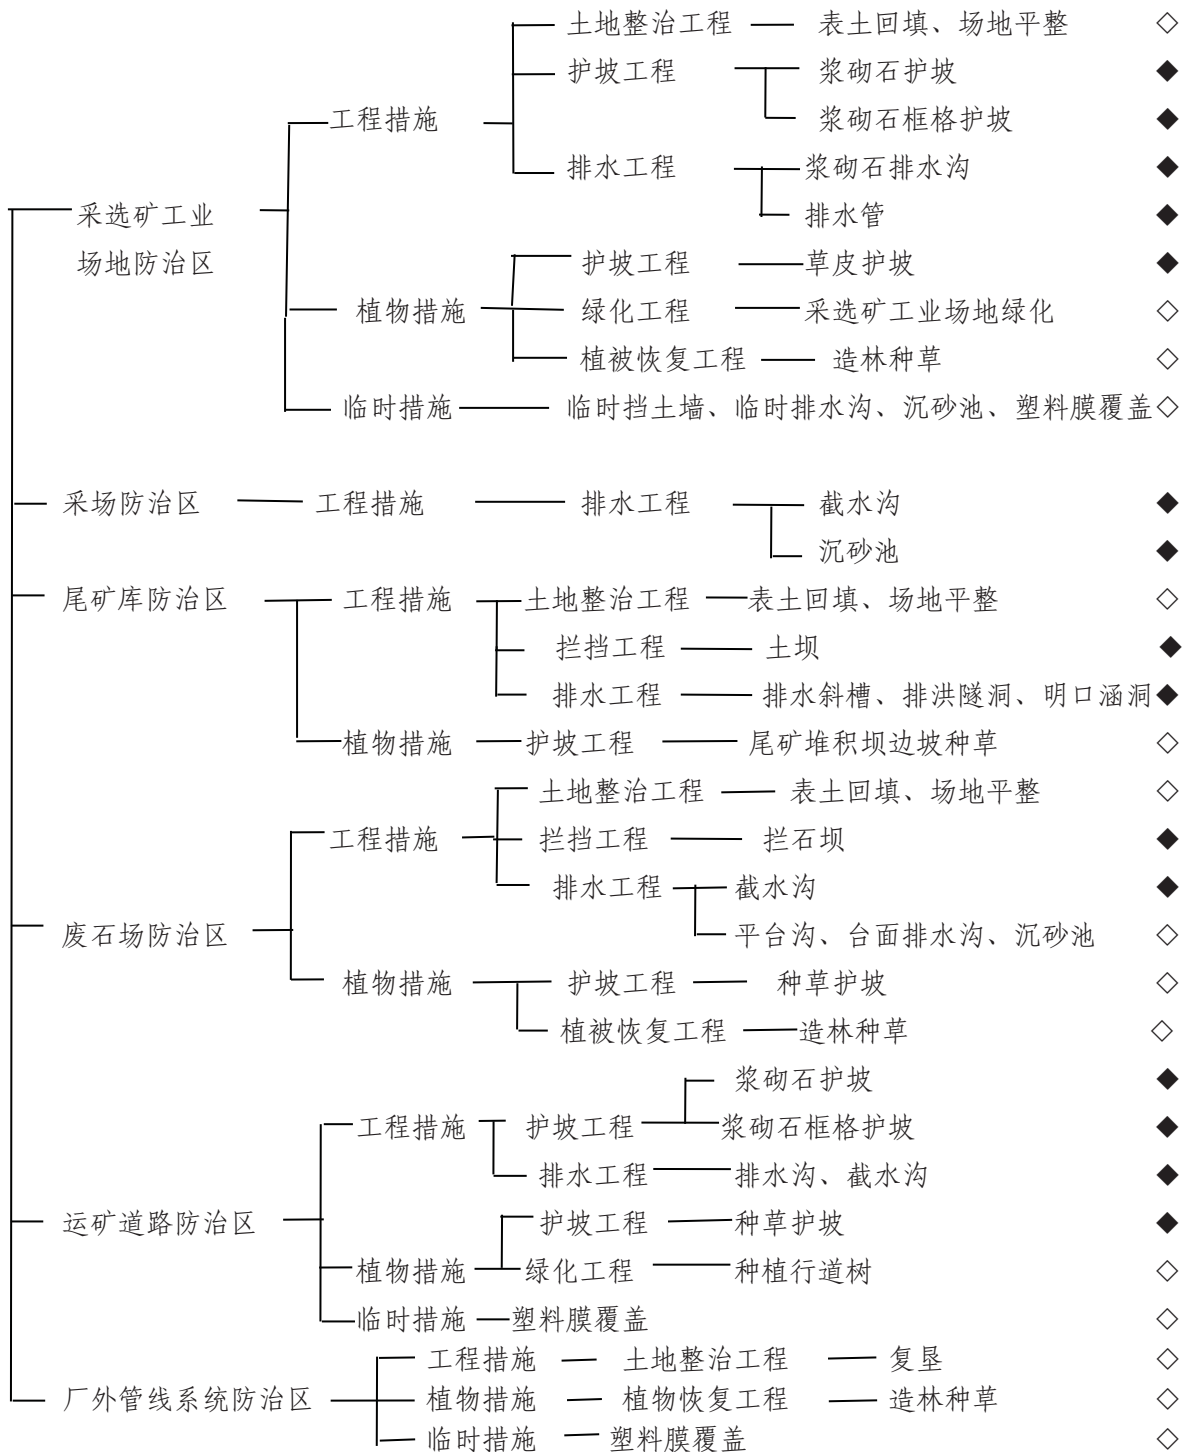 土地整治工程 表土回填、场地平整 ◇
护坡工程 浆砌石护坡 ◆
工程措施 浆砌石框格护坡 ◆
排水工程 浆砌石排水沟 ◆
采选矿工业 排水管 ◆
场地防治区 护坡工程 草皮护坡 ◆
植物措施 绿化工程 采选矿工业场地绿化 ◇
植被恢复工程 造林种草 ◇
临时措施 临时挡土墙、临时排水沟、沉砂池、塑料膜覆盖 ◇
采场防治区 工程措施 排水工程 截水沟 ◆
沉砂池 ◆
尾矿库防治区 工程措施 土地整治工程 表土回填、场地平整 ◇
拦挡工程 土坝 ◆
排水工程 排水斜槽、排洪隧洞、明口涵洞 ◆
植物措施 护坡工程 尾矿堆积坝边坡种草 ◇
土地整治工程 表土回填、场地平整 ◇
工程措施 拦挡工程 拦石坝 ◆
排水工程 截水沟 ◆
废石场防治区 平台沟、台面排水沟、沉砂池 ◇
植物措施 护坡工程 种草护坡 ◇
植被恢复工程 造林种草 ◇
浆砌石护坡 ◆
工程措施 护坡工程 浆砌石框格护坡 ◆
排水工程 排水沟、截水沟 ◆
运矿道路防治区 护坡工程 种草护坡 ◆
植物措施 绿化工程 种植行道树 ◇
临时措施 塑料膜覆盖 ◇
工程措施 土地整治工程 复垦 ◇
厂外管线系统防治区 植物措施 植物恢复工程 造林种草 ◇
临时措施 塑料膜覆盖 ◇